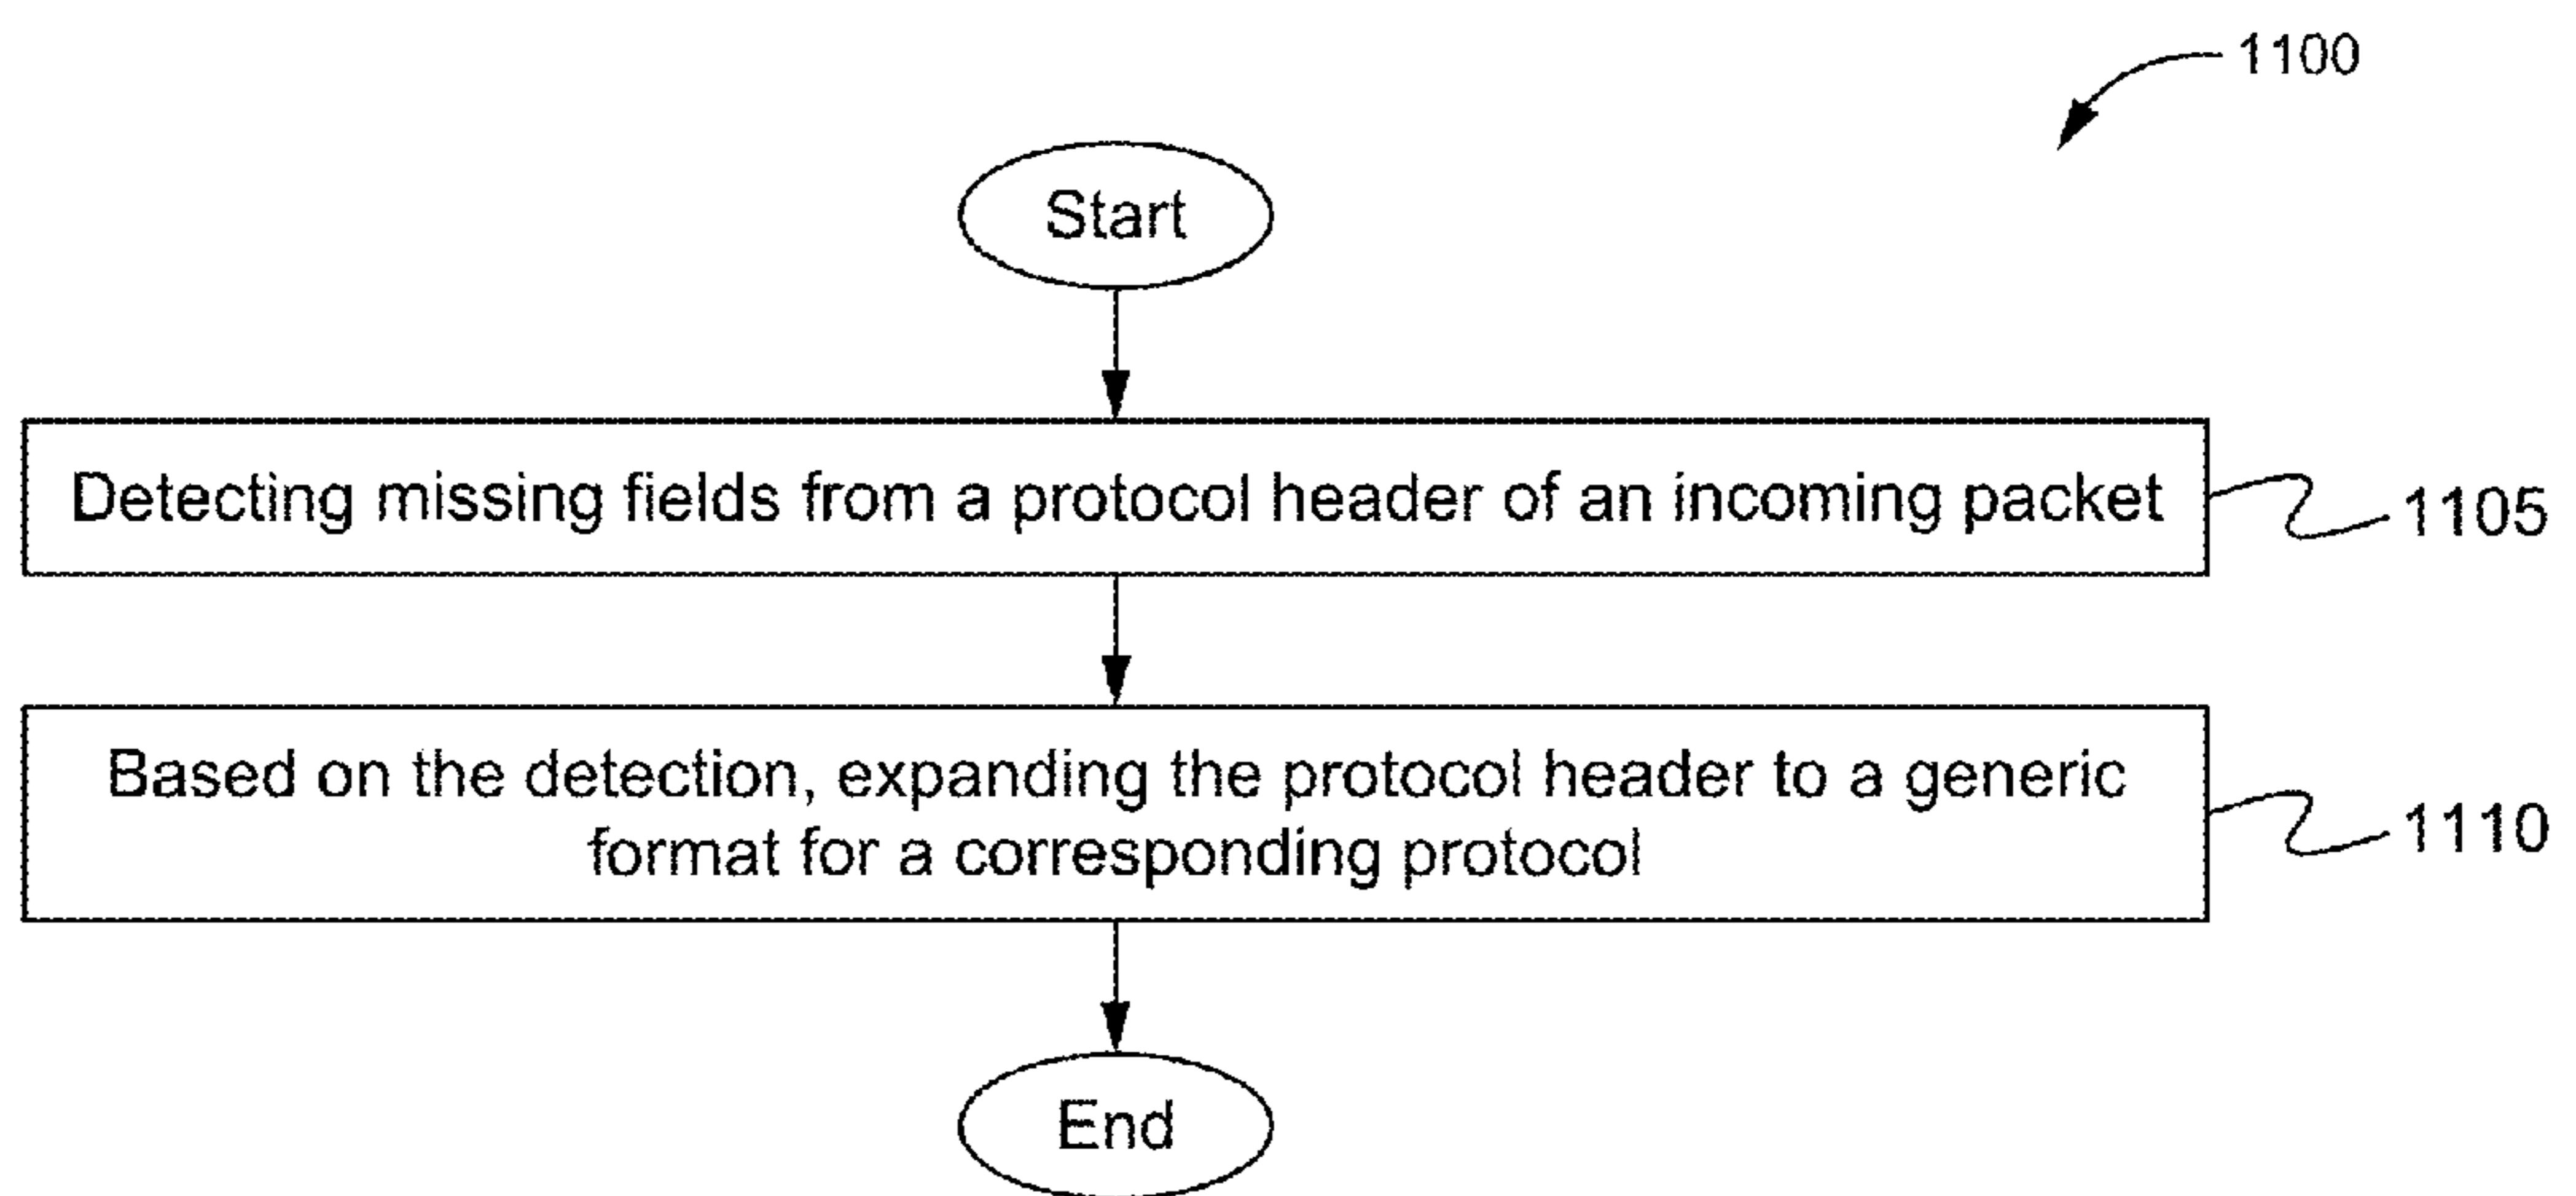 1100
Start
Detecting missing fields from a protocol header of an incoming packet
1105
Based on the detection, expanding the protocol header to a generic
format for a corresponding protocol
1110
End